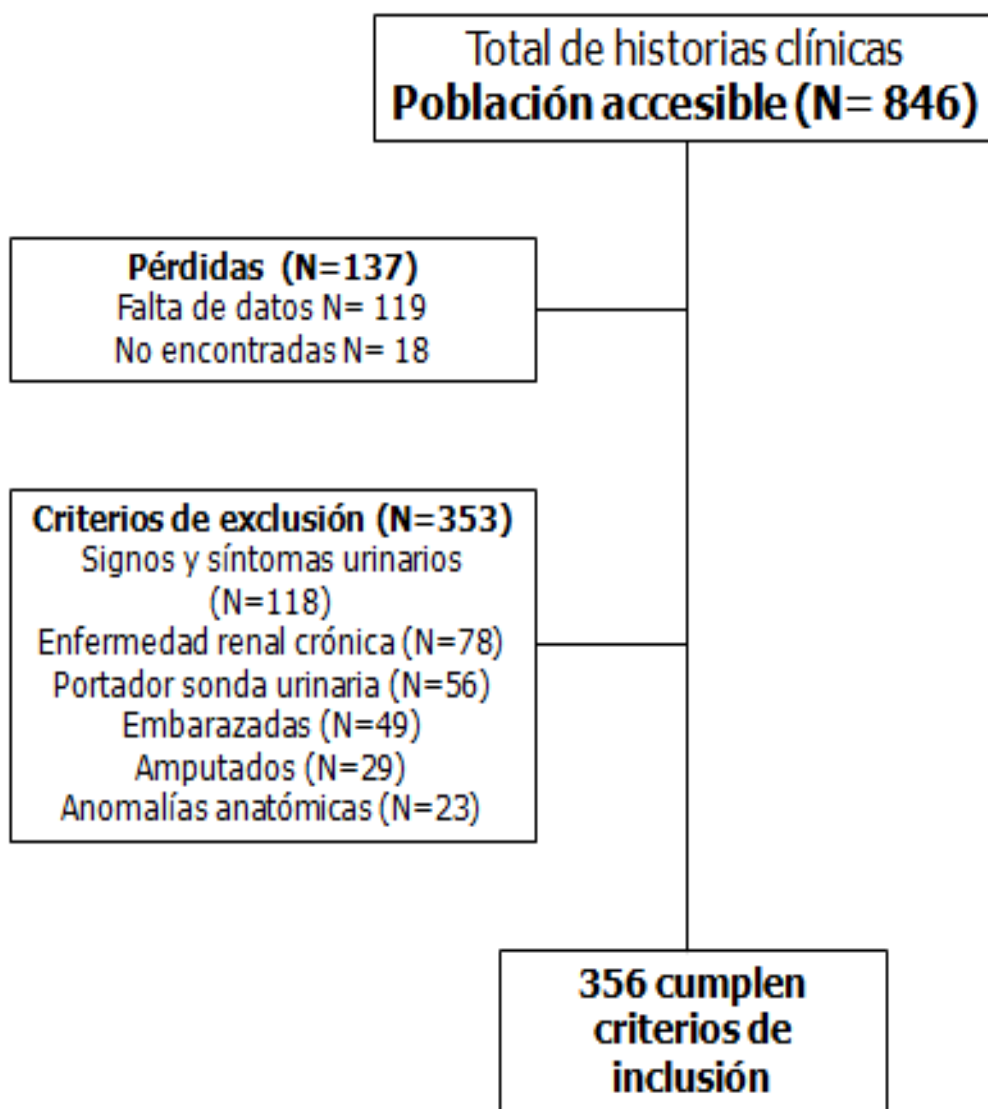 Total de historias clínicas
Población accesible (N= 846)
Pérdidas (N=137)
Falta de datos N= 119
No encontradas N= 18
Criterios de exclusión (N=353)
Signos y síntomas urinarios
(N=118)
Enfermedad renal crónica (N=78)
Portador sonda urinaria (N=56)
Embarazadas (N=49)
Amputados (N=29)
Anomalías anatómicas (N=23)
356 cumplen
criterios de
inclusión